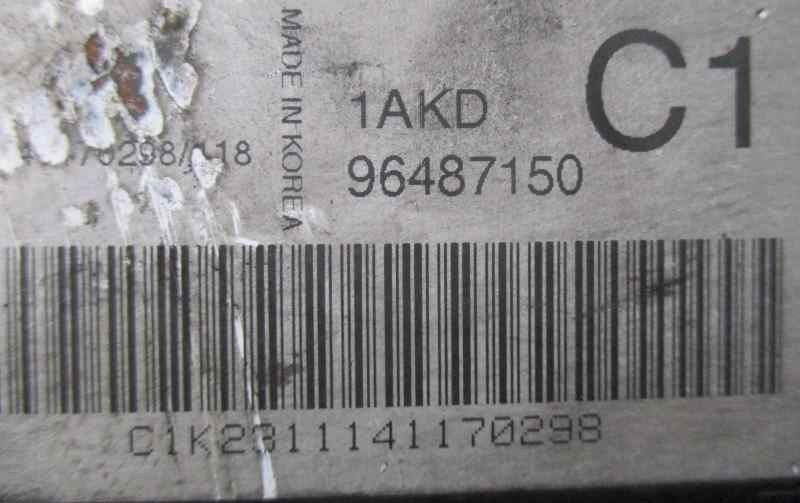 C1
MADE IN KOREA
1AKD
96487150
C1K2311141170298